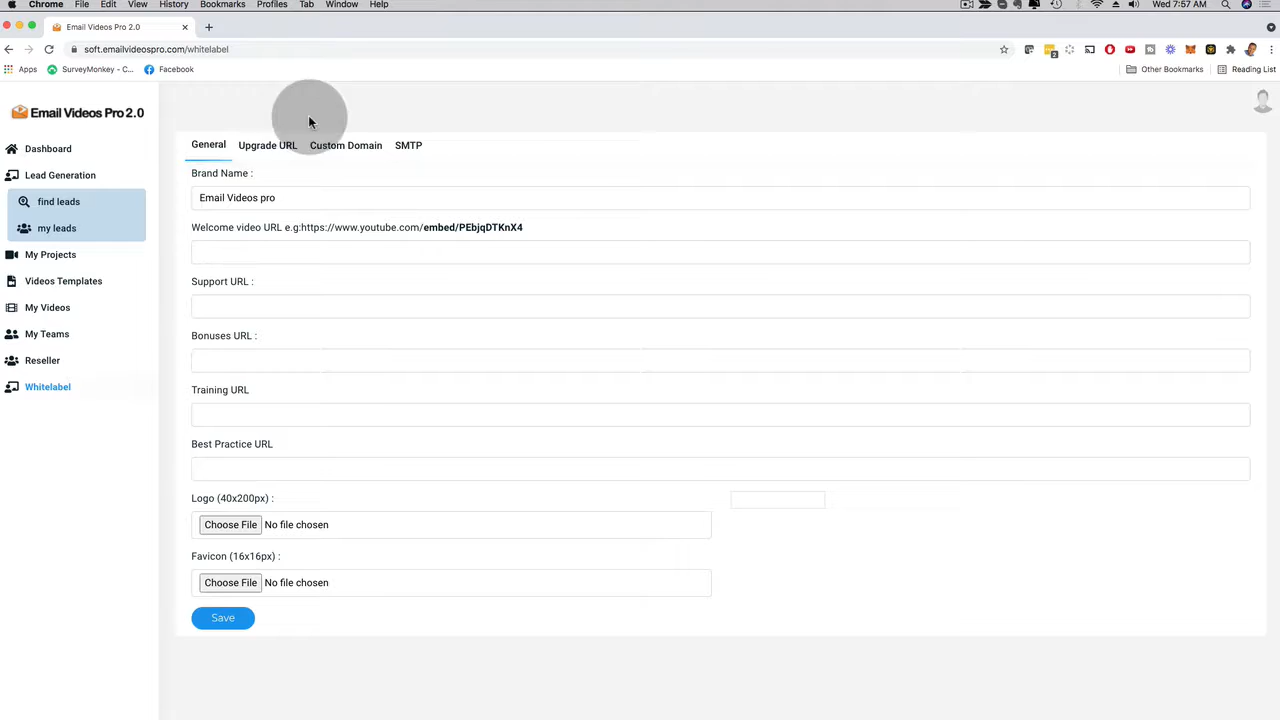 Chrome File Edit View History Bookmarks Profiles Tab Window Help
Wed 7:57 AM
Email Videos Pro 2.0
soft.emailvideospro.com/whitelabel
2
Apps SurveyMonkey - C... Facebook
Other Bookmarks Reading List
Email Videos Pro 2.0
Dashboard
Lead Generation
find leads
my leads
My Projects
Videos Templates
My Videos
My Teams
Reseller
Whitelabel
General Upgrade URL Custom Domain SMTP
Brand Name :
Email Videos pro
Welcome video URL e.g:https://www.youtube.com/embed/PEbjqDTKnX4
Support URL :
Bonuses URL :
Training URL
Best Practice URL
Logo (40x200px) :
Choose File No file chosen
Favicon (16x16px) :
Choose File No file chosen
Save